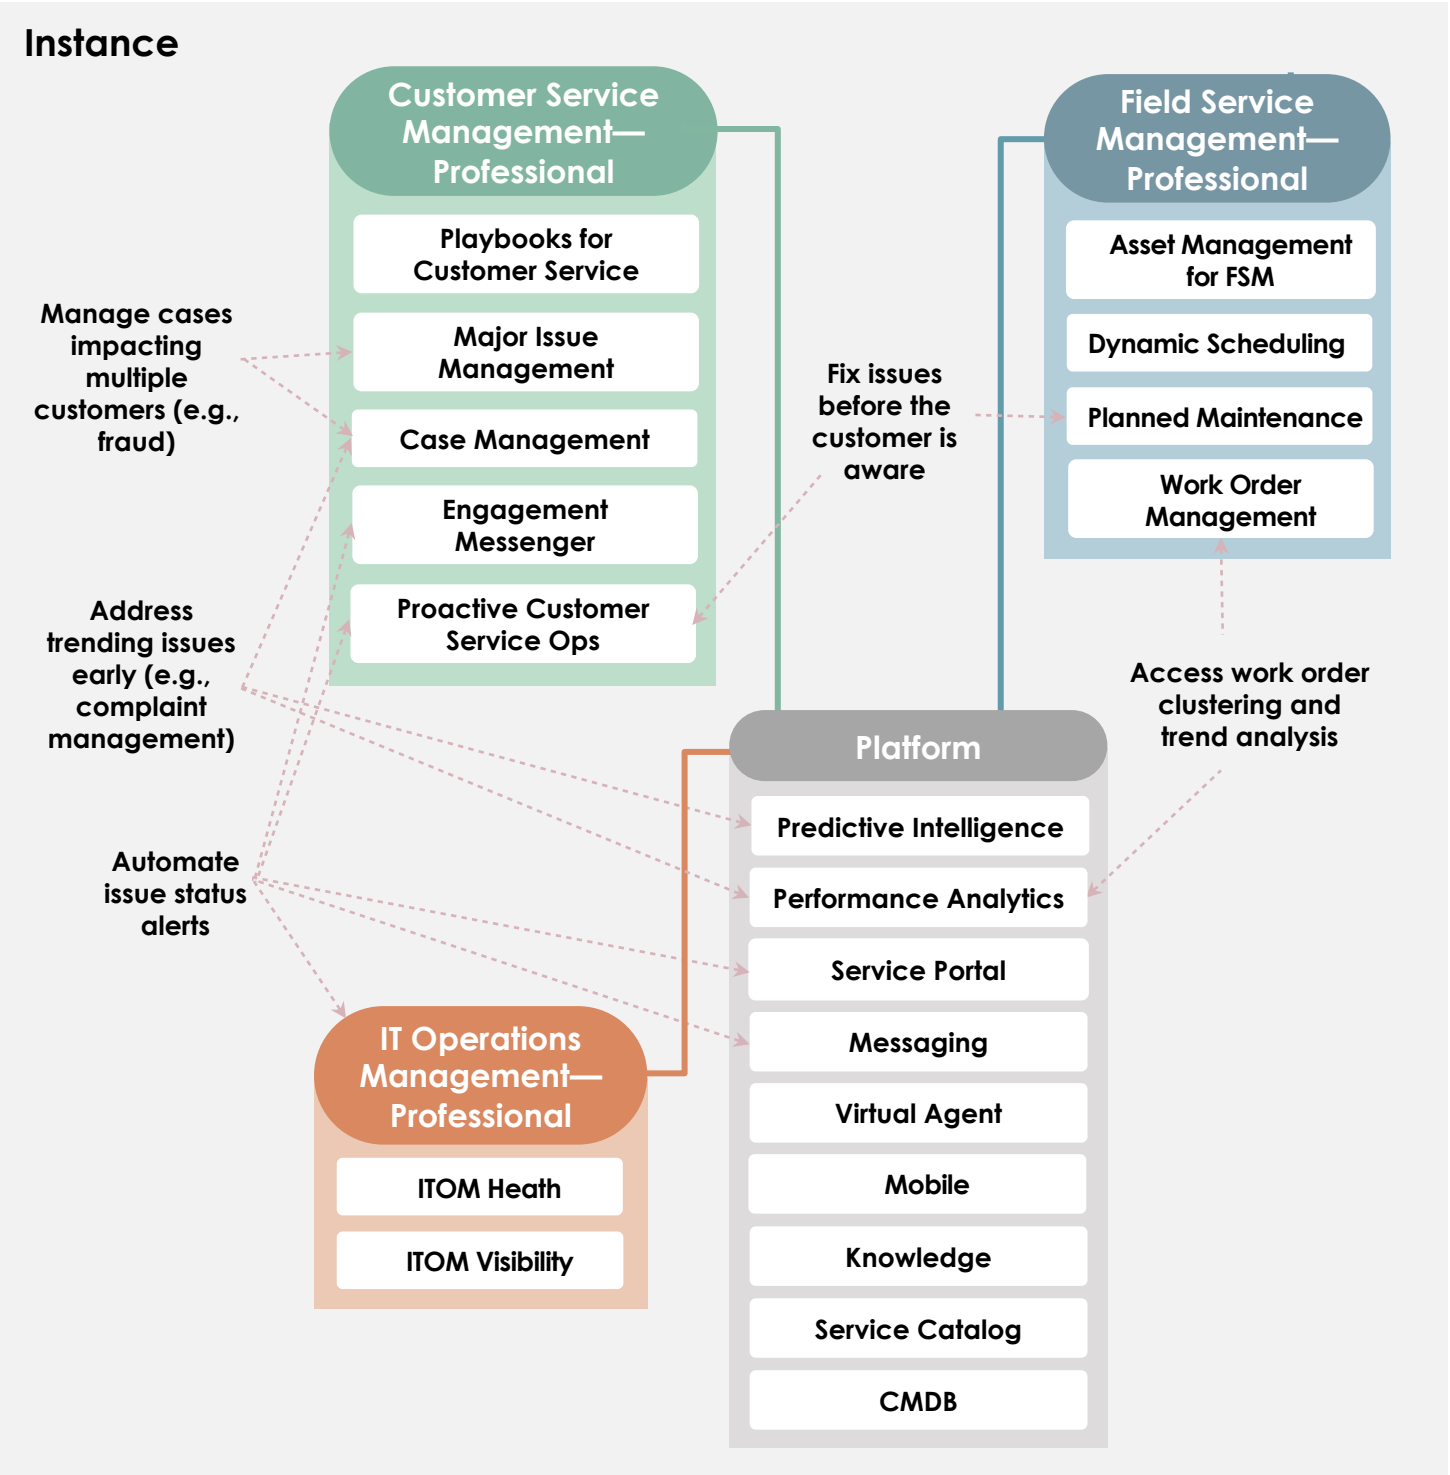 Instance
Customer Service
Management—
Professional
Playbooks for
Customer Service
Major Issue
Management
Case Management
Engagement
Messenger
Proactive Customer
Service Ops
Field Service
Management—
Professional
Asset Management
for FSM
Dynamic Scheduling
Planned Maintenance
Work Order
Management
Manage cases
impacting
multiple
customers (e.g.,
fraud)
Fix issues
before the
customer is
aware
Address
trending issues
early (e.g.,
complaint
management)
Access work order
clustering and
trend analysis
Automate
issue status
alerts
Platform
Predictive Intelligence
Performance Analytics
Service Portal
Messaging
Virtual Agent
Mobile
Knowledge
Service Catalog
CMDB
IT Operations
Management—
Professional
ITOM Heath
ITOM Visibility